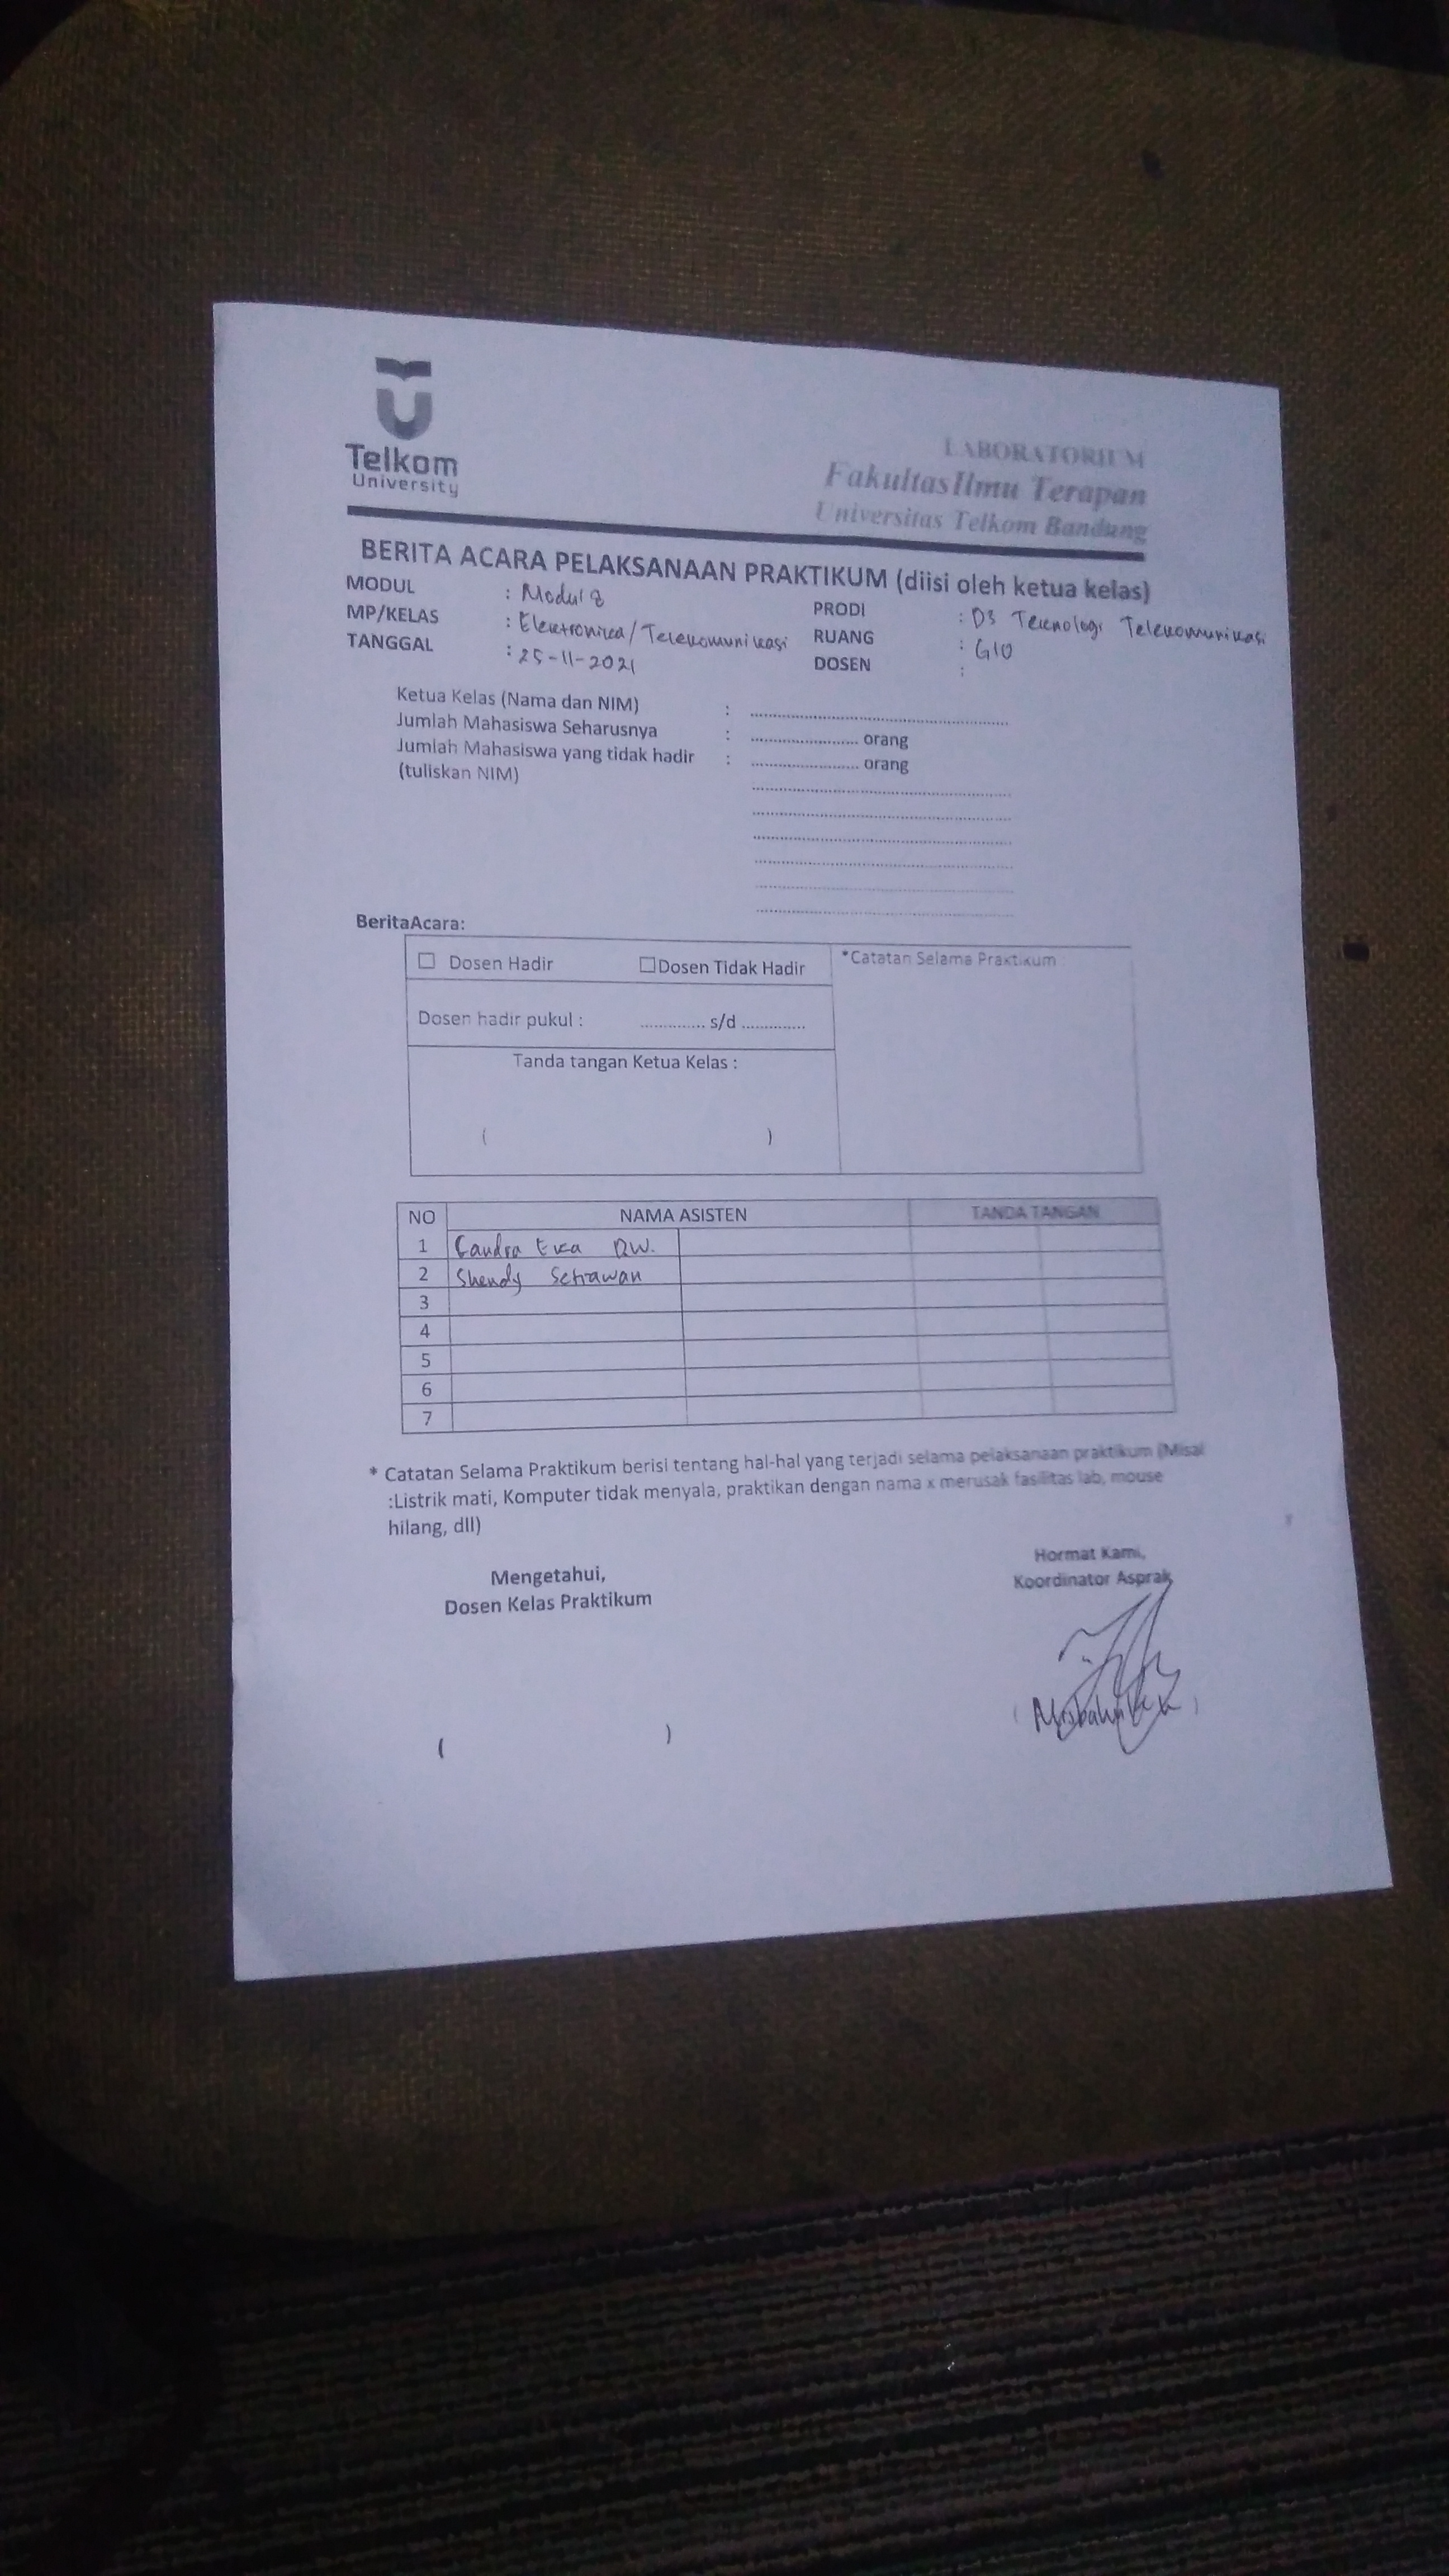 Telkom
University
LABORATORIUM
FakultasIlmu Terapan
Universitas Telkom Bandung
BERITA ACARA PELAKSANAAN PRAKTIKUM (diisi oleh ketua kelas)
MODUL : Modul 8
MP/KELAS : Elektronika/Telekomunikasi
TANGGAL : 25-11-2021
PRODI : D3 Teknologi Telekomunikasi
RUANG : G10
DOSEN :
Ketua Kelas (Nama dan NIM) : ........................................
Jumlah Mahasiswa Seharusnya : ........................ orang
Jumlah Mahasiswa yang tidak hadir : ........................ orang
(tuliskan NIM)
BeritaAcara:
☐ Dosen Hadir ☐Dosen Tidak Hadir
Dosen hadir pukul : .............. s/d ..............
Tanda tangan Ketua Kelas :
( )
*Catatan Selama Praktikum :
NO NAMA ASISTEN TANDA TANGAN
1 Candra Eka DW.
2 Shendy Setiawan
3
4
5
6
7
* Catatan Selama Praktikum berisi tentang hal-hal yang terjadi selama pelaksanaan praktikum (Misal
:Listrik mati, Komputer tidak menyala, praktikan dengan nama x merusak fasilitas lab, mouse
hilang, dll)
Mengetahui,
Dosen Kelas Praktikum
( )
Hormat Kami,
Koordinator Asprak